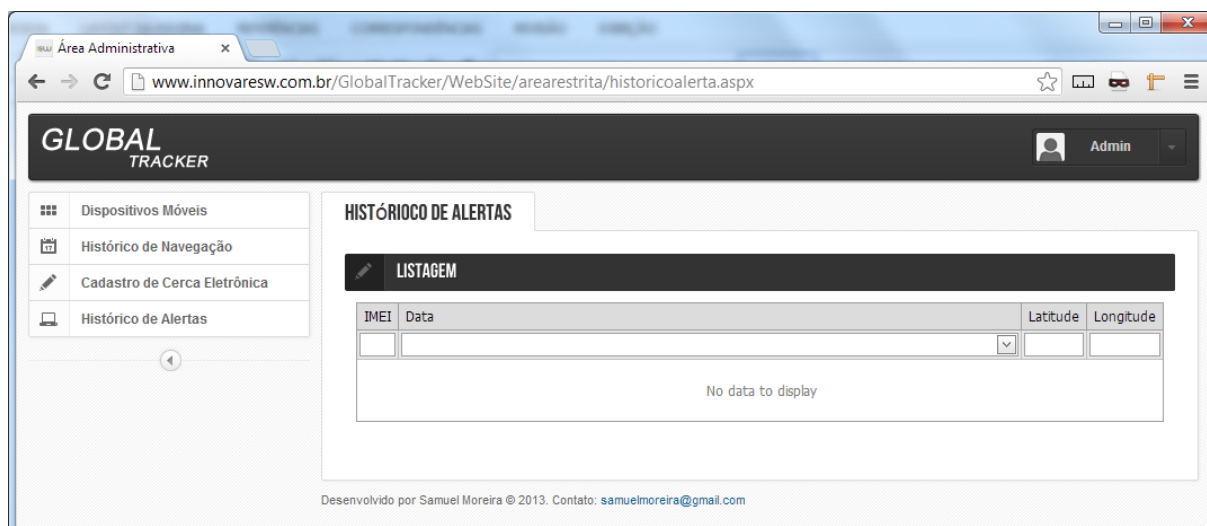 Área Administrativa
www.innovaresw.com.br/GlobalTracker/WebSite/arearestrita/historicoalerta.aspx
GLOBAL
TRACKER
Admin
Dispositivos Móveis
Histórico de Navegação
Cadastro de Cerca Eletrônica
Histórico de Alertas
HISTÓRIOCO DE ALERTAS
LISTAGEM
IMEI Data Latitude Longitude
No data to display
Desenvolvido por Samuel Moreira © 2013. Contato: samuelmoreira@gmail.com